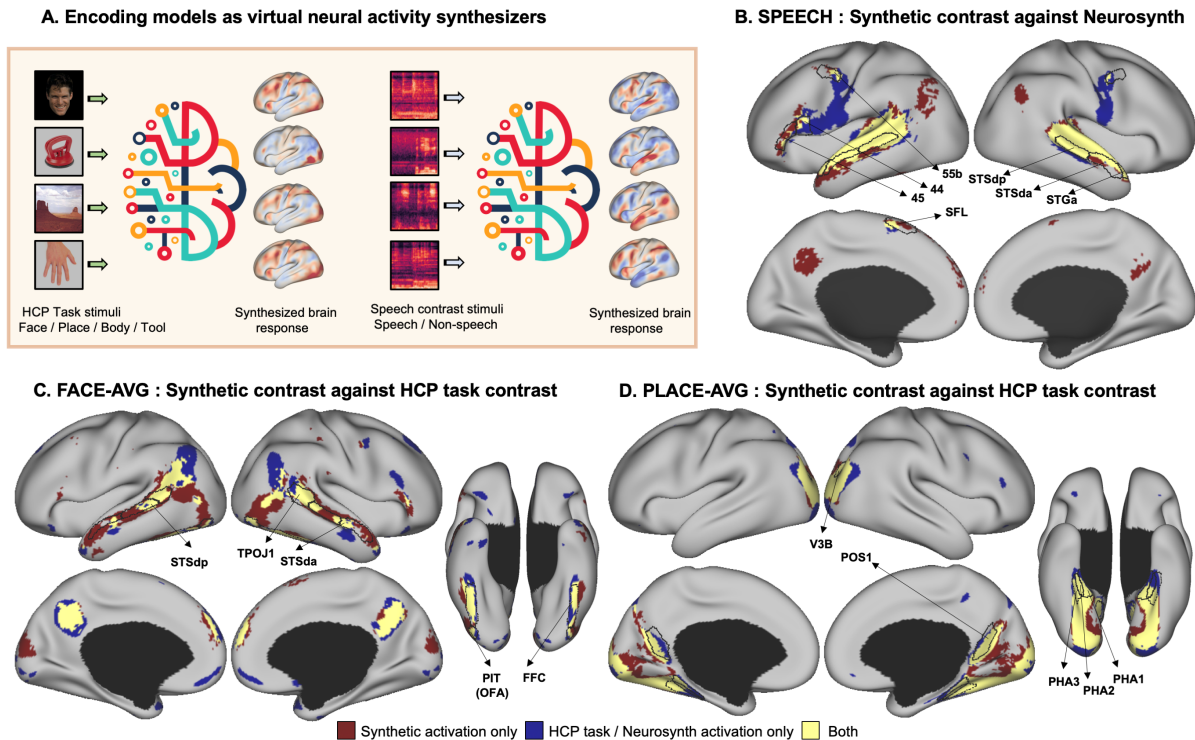 A. Encoding models as virtual neural activity synthesizers
HCP Task stimuli
Face / Place / Body / Tool
Synthesized brain
response
Speech contrast stimuli
Speech / Non-speech
Synthesized brain
response
B. SPEECH : Synthetic contrast against Neurosynth
55b
44
45
STSdp
STSda
STGa
SFL
C. FACE-AVG : Synthetic contrast against HCP task contrast
STSdp
TPOJ1
STSda
PIT
(OFA)
FFC
D. PLACE-AVG : Synthetic contrast against HCP task contrast
V3B
POS1
PHA3
PHA2
PHA1
Synthetic activation only
HCP task / Neurosynth activation only
Both